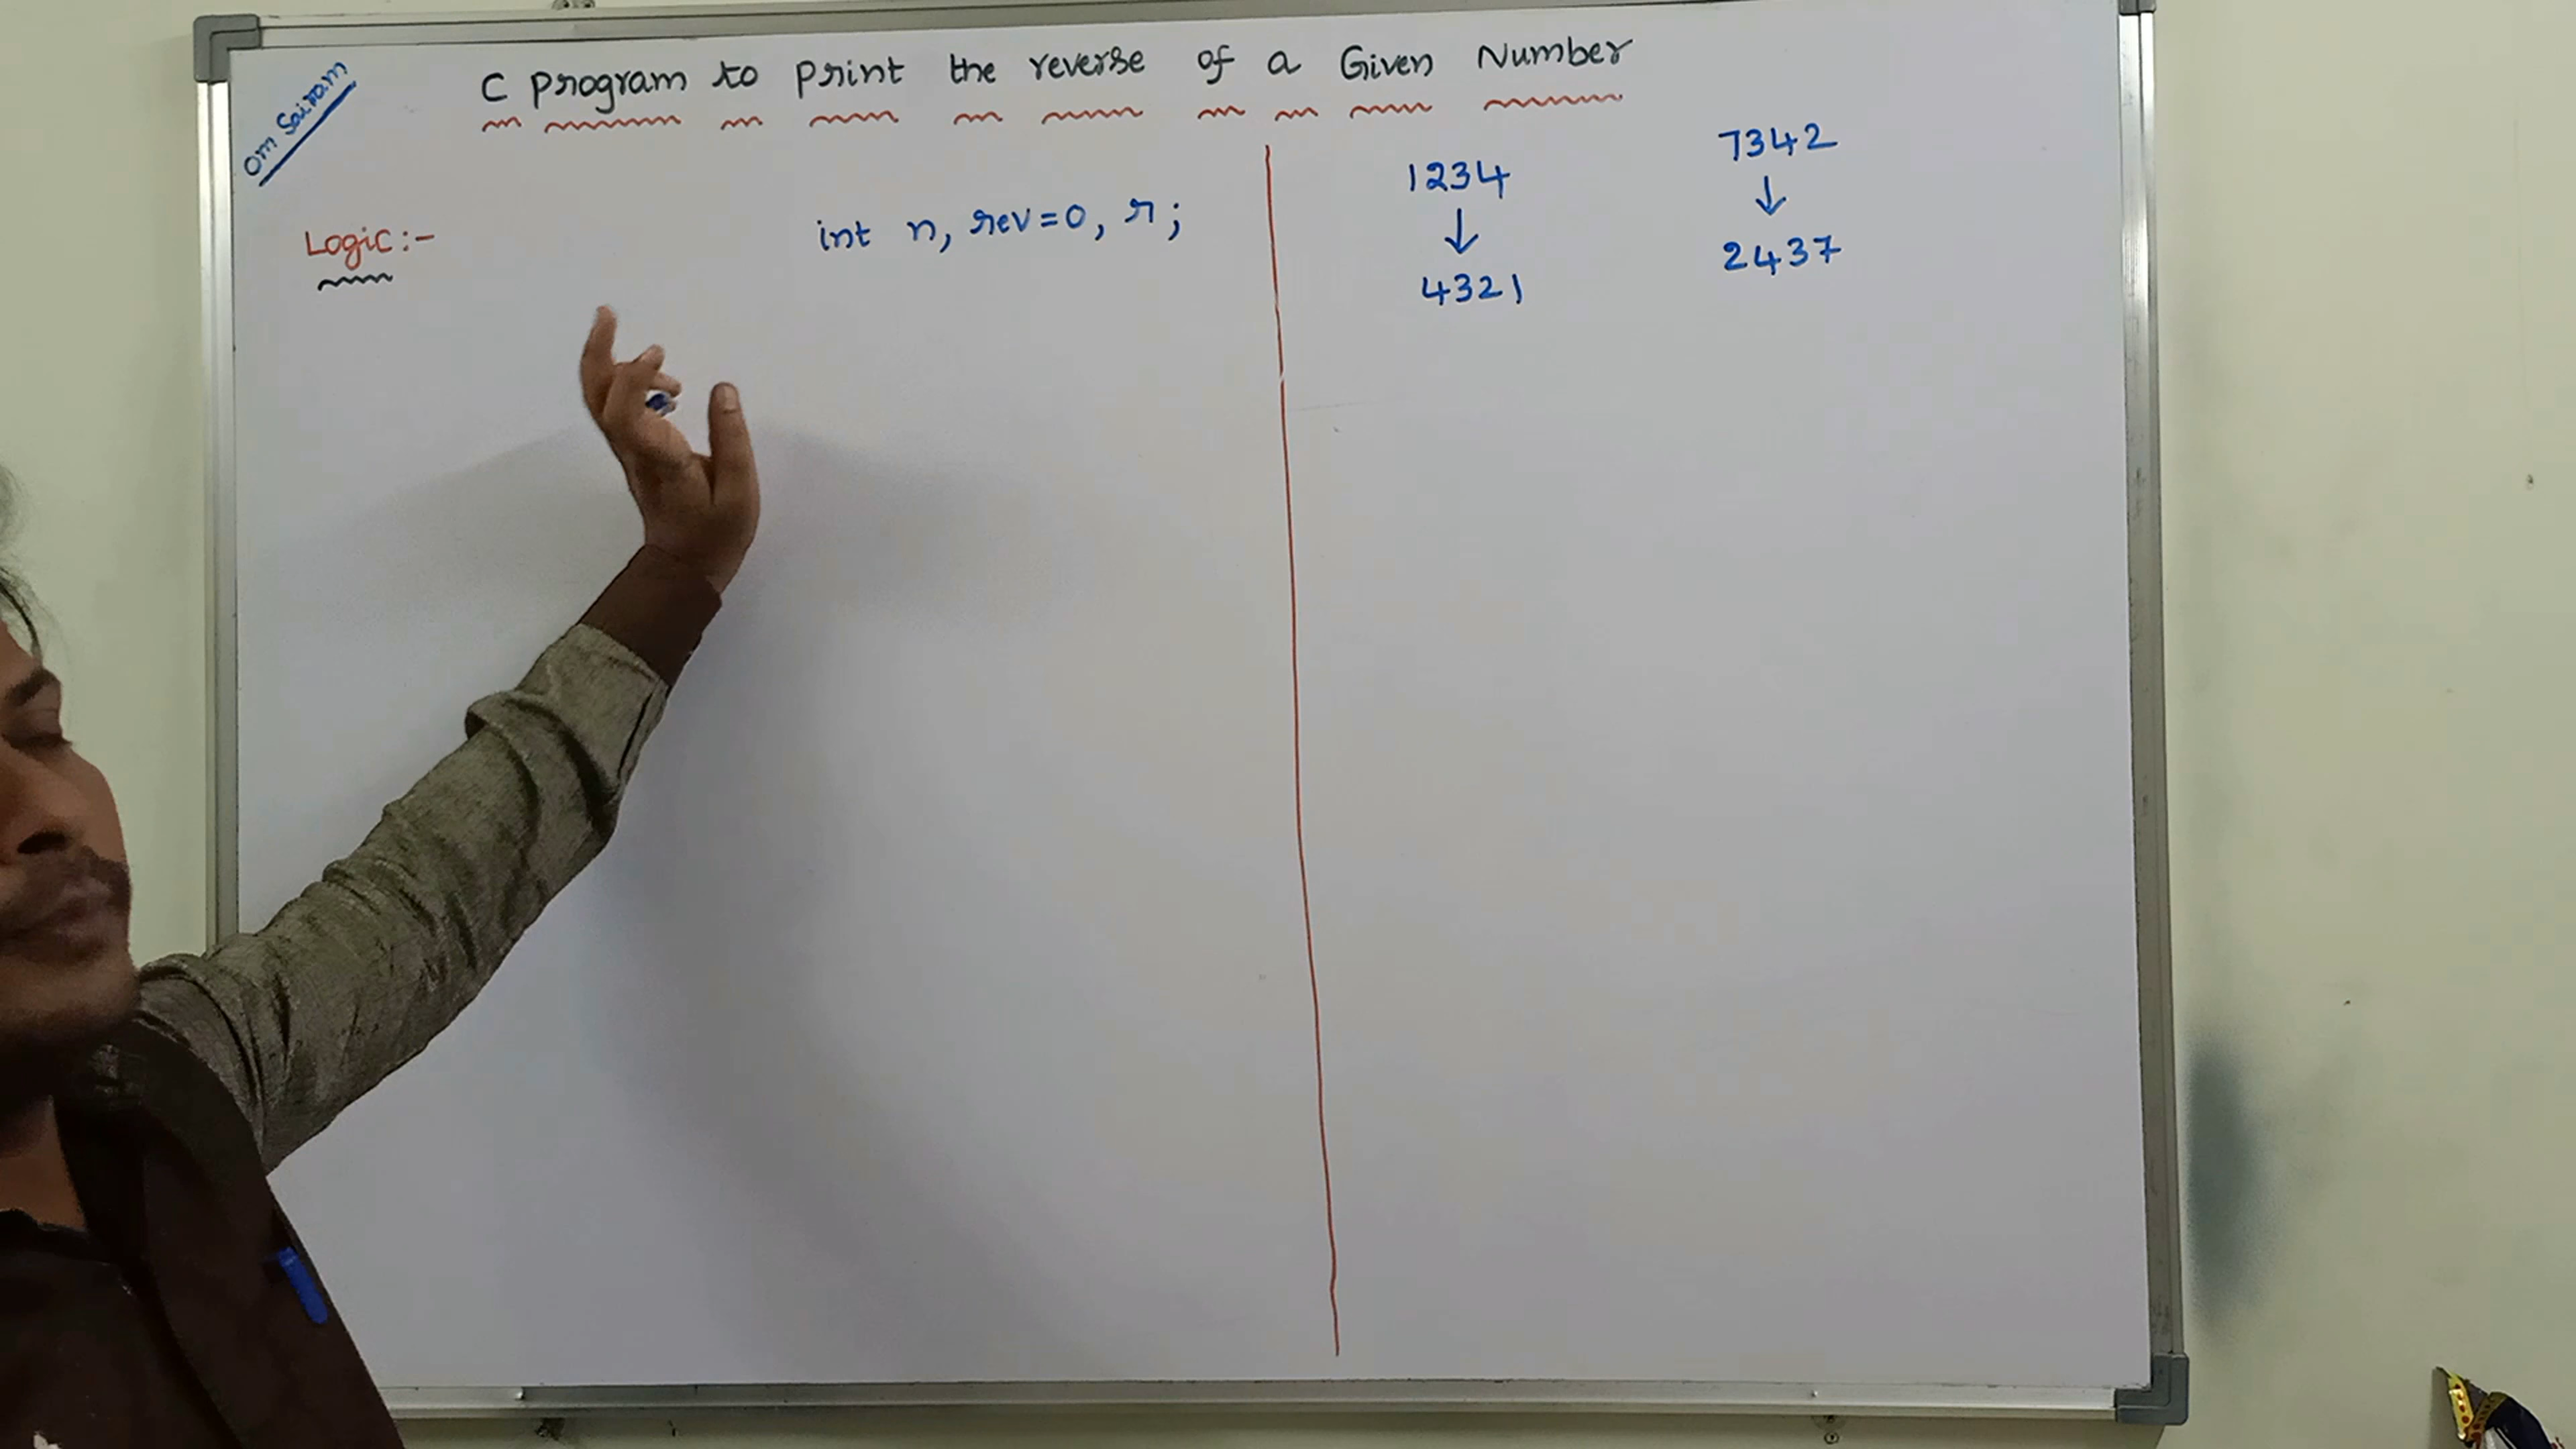 Om Sairam
C Program to Print the reverse of a Given Number
Logic:-
int n, rev=0, r;
1234
↓
4321
7342
↓
2437